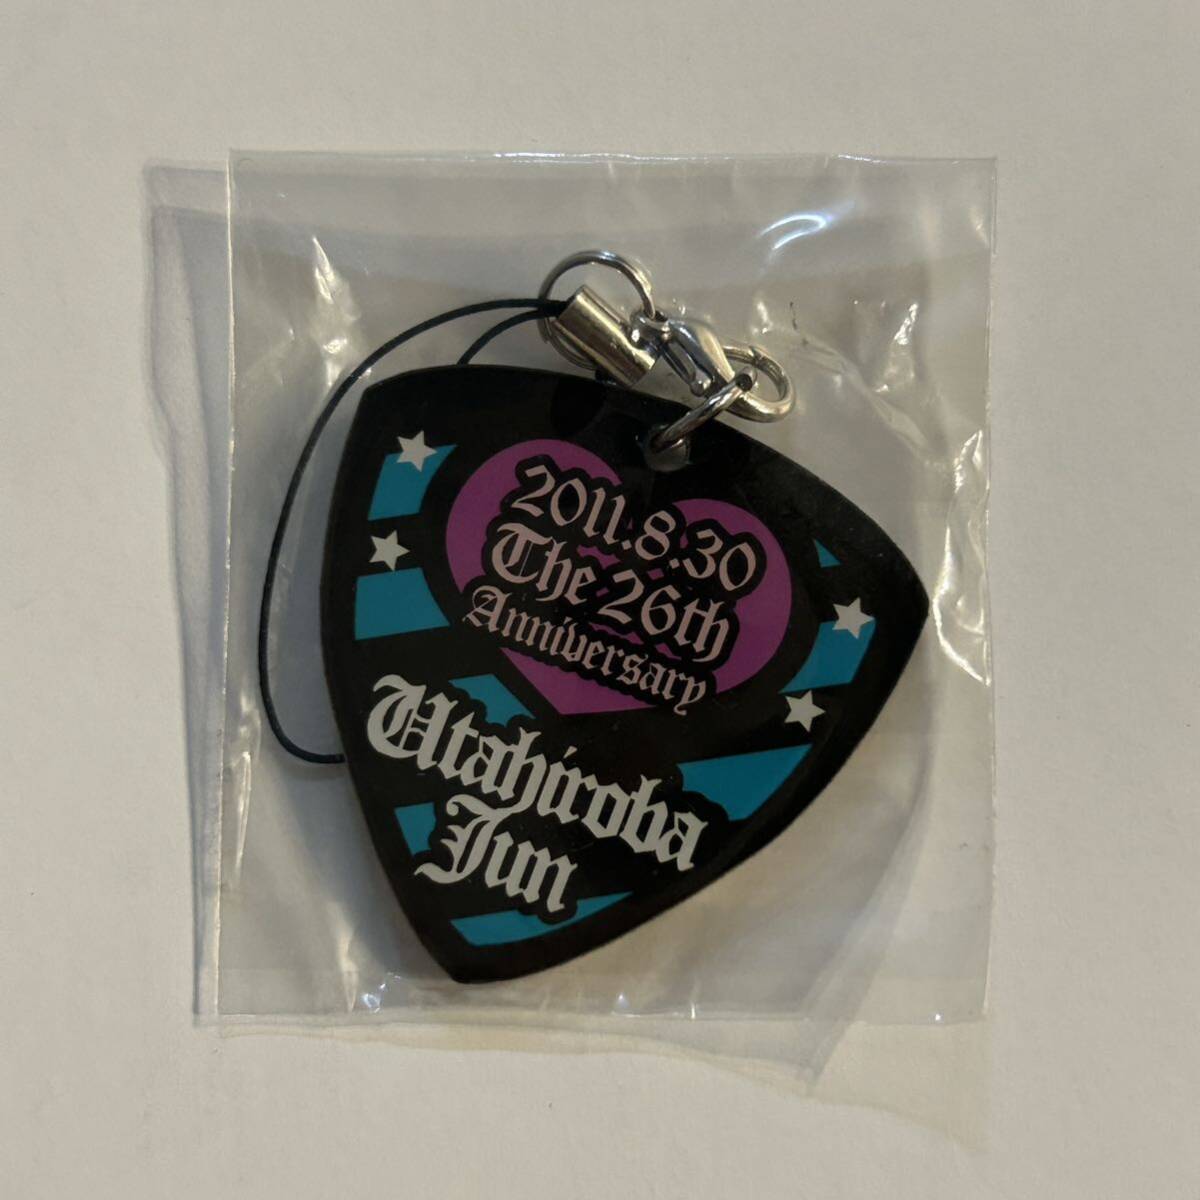 2011.8.30
The 26th
Anniversary
Utahiroba
Jun